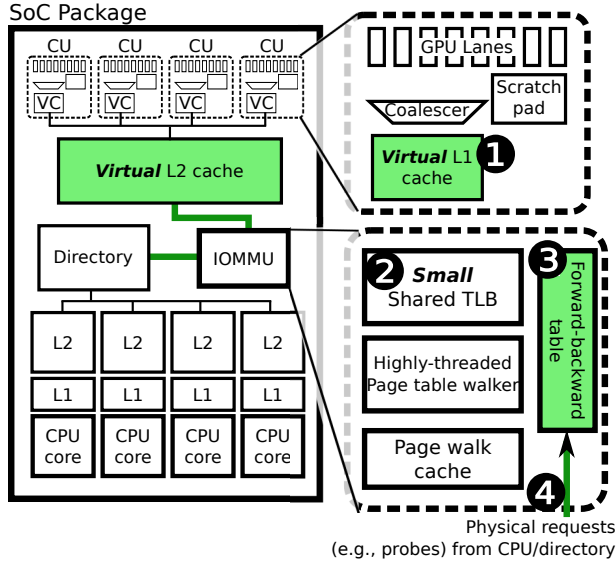 SoC Package
CU CU CU CU
VC VC VC VC
Virtual L2 cache
Directory
IOMMU
L2 L2 L2 L2
L1 L1 L1 L1
CPU CPU CPU CPU
core core core core
GPU Lanes
Coalescer
Scratch
pad
Virtual L1
cache
1
2
Small
Shared TLB
Highly-threaded
Page table walker
Page walk
cache
3
Forward-backward
table
4
Physical requests
(e.g., probes) from CPU/directory